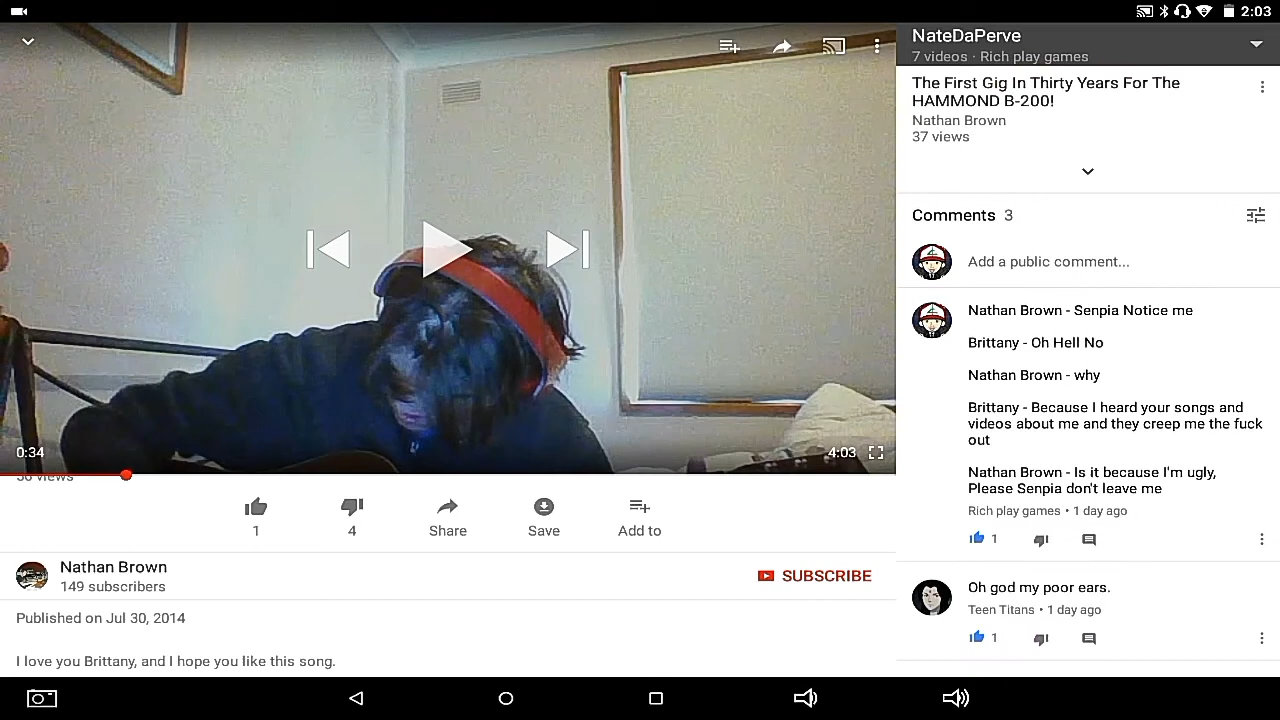 2:03
NateDaPerve
7 videos · Rich play games
The First Gig In Thirty Years For The
HAMMOND B-200!
Nathan Brown
37 views
0:34
4:03
36 views
1
4
Share
Save
Add to
Nathan Brown
149 subscribers
SUBSCRIBE
Published on Jul 30, 2014
I love you Brittany, and I hope you like this song.
Comments 3
Add a public comment...
Nathan Brown - Senpia Notice me
Brittany - Oh Hell No
Nathan Brown - why
Brittany - Because I heard your songs and
videos about me and they creep me the fuck
out
Nathan Brown - Is it because I'm ugly,
Please Senpia don't leave me
Rich play games • 1 day ago
1
Oh god my poor ears.
Teen Titans • 1 day ago
1